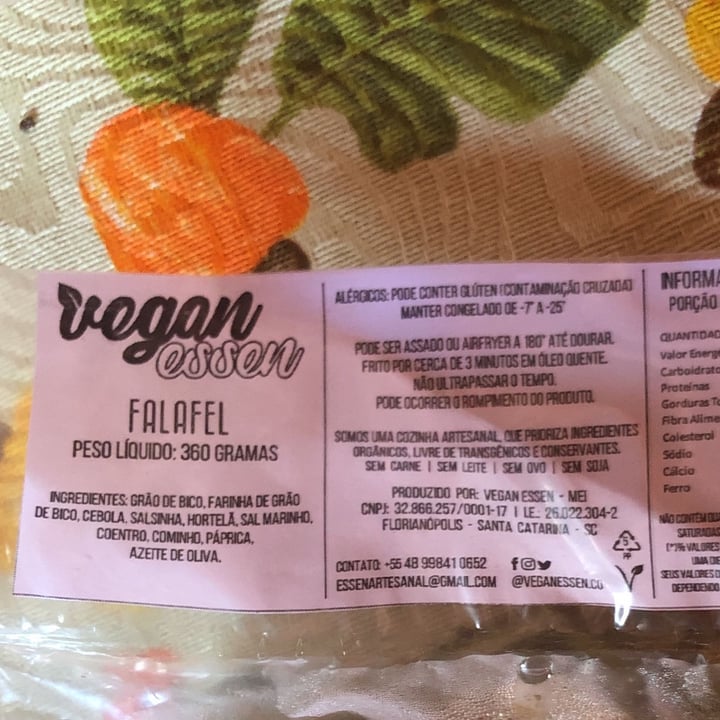 vegan
essen
FALAFEL
PESO LÍQUIDO: 360 GRAMAS
INGREDIENTES: GRÃO DE BICO, FARINHA DE GRÃO
DE BICO, CEBOLA, SALSINHA, HORTELÃ, SAL MARINHO,
COENTRO, COMINHO, PÁPRICA,
AZEITE DE OLIVA.
ALÉRGICOS: PODE CONTER GLÚTEN (CONTAMINAÇÃO CRUZADA)
MANTER CONGELADO DE -7° A -25°
PODE SER ASSADO OU AIRFRYER A 180° ATÉ DOURAR.
FRITO POR CERCA DE 3 MINUTOS EM ÓLEO QUENTE.
NÃO ULTRAPASSAR O TEMPO.
PODE OCORRER O ROMPIMENTO DO PRODUTO.
SOMOS UMA COZINHA ARTESANAL, QUE PRIORIZA INGREDIENTES
ORGÂNICOS, LIVRE DE TRANSGÊNICOS E CONSERVANTES.
SEM CARNE | SEM LEITE | SEM OVO | SEM SOJA
PRODUZIDO POR: VEGAN ESSEN - MEI
CNPJ: 32.866.257/0001-17 | I.E.: 26.022.304-2
FLORIANÓPOLIS - SANTA CATARINA - SC
5
PP
CONTATO: +55 48 99841 0652
ESSENARTESANAL@GMAIL.COM @VEGANESSEN.CO
INFORMA
PORÇÃO
QUANTIDAD
Valor Energé
Carboidrato
Proteínas
Gorduras To
Fibra Alime
Colesterol
Sódio
Cálcio
Ferro
NÃO CONTÉM QU
SATURADAS
(*)% VALORES
UMA DIE
SEUS VALORES D
DEPENDENDO